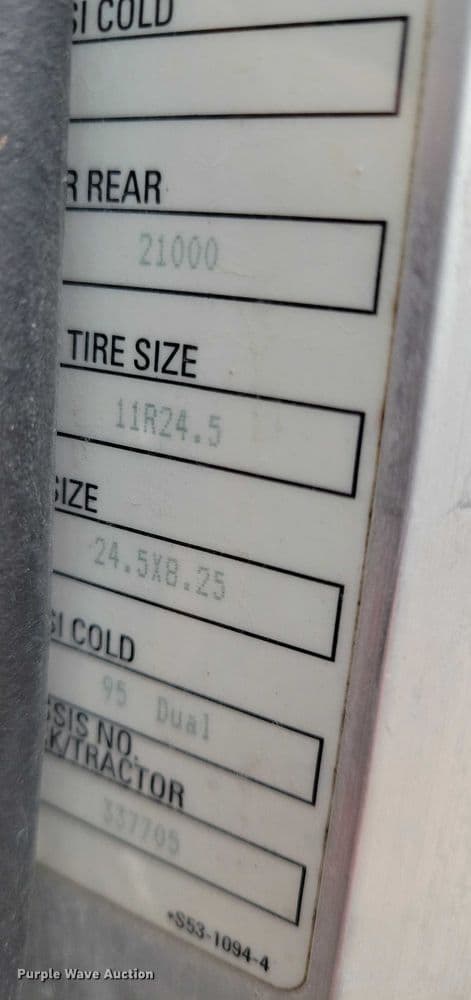 SI COLD
R REAR
21000
TIRE SIZE
11R24.5
SIZE
24.5X8.25
SI COLD
95 Dual
SSIS NO.
K/TRACTOR
337705
*S53-1094-4
Purple Wave Auction